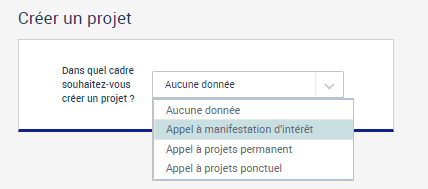 Créer un projet
Dans quel cadre
souhaitez-vous
créer un projet ?
Aucune donnée
Aucune donnée
Appel à manifestation d'intérêt
Appel à projets permanent
Appel à projets ponctuel